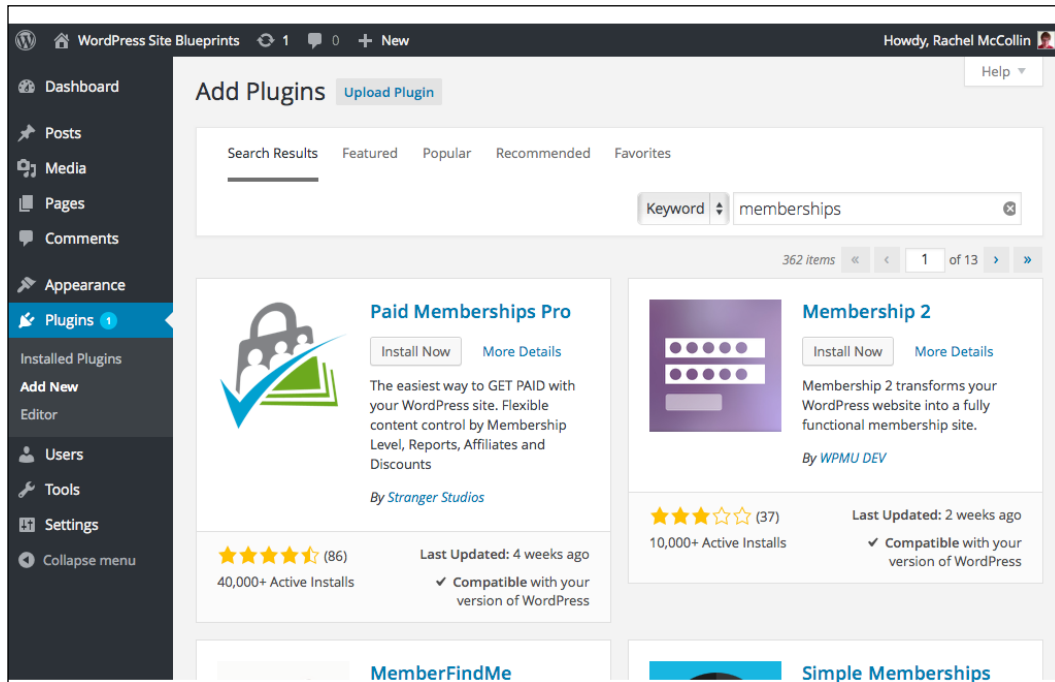 WordPress Site Blueprints 1 0 + New Howdy, Rachel McCollin
Help
Dashboard
Posts
Media
Pages
Comments
Appearance
Plugins 1
Installed Plugins
Add New
Editor
Users
Tools
Settings
Collapse menu
Add Plugins Upload Plugin
Search Results Featured Popular Recommended Favorites
Keyword memberships
362 items « ‹ 1 of 13 › »
Paid Memberships Pro
Install Now More Details
The easiest way to GET PAID with
your WordPress site. Flexible
content control by Membership
Level, Reports, Affiliates and
Discounts
By Stranger Studios
(86) Last Updated: 4 weeks ago
40,000+ Active Installs ✔ Compatible with your
version of WordPress
Membership 2
Install Now More Details
Membership 2 transforms your
WordPress website into a fully
functional membership site.
By WPMU DEV
(37) Last Updated: 2 weeks ago
10,000+ Active Installs ✔ Compatible with your
version of WordPress
MemberFindMe
Simple Memberships